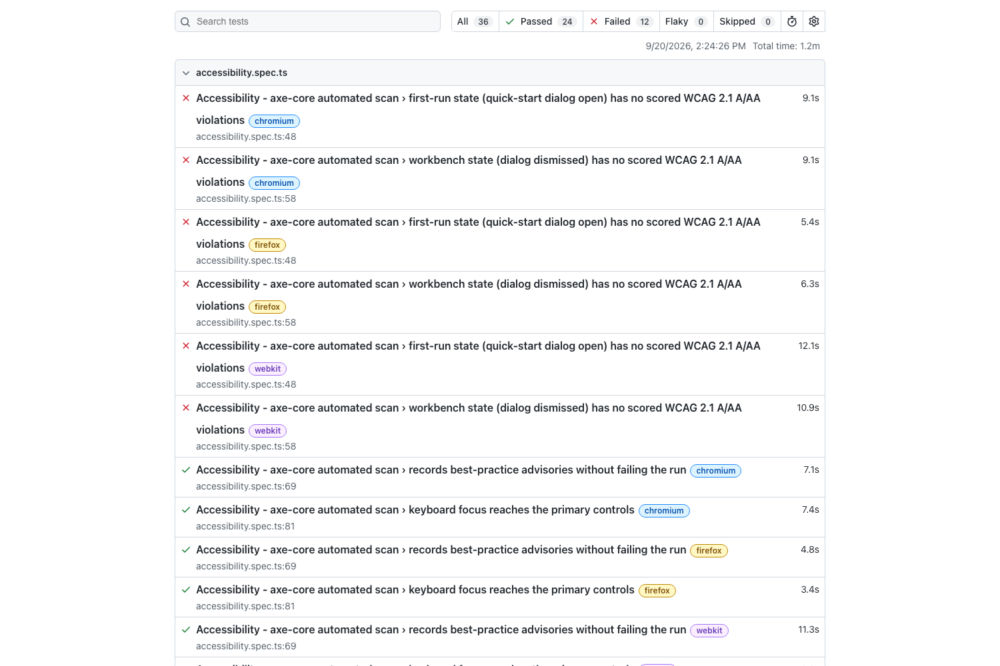 Search tests
All 36 Passed 24 Failed 12 Flaky 0 Skipped 0
9/20/2026, 2:24:26 PM Total time: 1.2m
accessibility.spec.ts
Accessibility - axe-core automated scan › first-run state (quick-start dialog open) has no scored WCAG 2.1 A/AA 9.1s
violations chromium
accessibility.spec.ts:48
Accessibility - axe-core automated scan › workbench state (dialog dismissed) has no scored WCAG 2.1 A/AA 9.1s
violations chromium
accessibility.spec.ts:58
Accessibility - axe-core automated scan › first-run state (quick-start dialog open) has no scored WCAG 2.1 A/AA 5.4s
violations firefox
accessibility.spec.ts:48
Accessibility - axe-core automated scan › workbench state (dialog dismissed) has no scored WCAG 2.1 A/AA 6.3s
violations firefox
accessibility.spec.ts:58
Accessibility - axe-core automated scan › first-run state (quick-start dialog open) has no scored WCAG 2.1 A/AA 12.1s
violations webkit
accessibility.spec.ts:48
Accessibility - axe-core automated scan › workbench state (dialog dismissed) has no scored WCAG 2.1 A/AA 10.9s
violations webkit
accessibility.spec.ts:58
Accessibility - axe-core automated scan › records best-practice advisories without failing the run chromium 7.1s
accessibility.spec.ts:69
Accessibility - axe-core automated scan › keyboard focus reaches the primary controls chromium 7.4s
accessibility.spec.ts:81
Accessibility - axe-core automated scan › records best-practice advisories without failing the run firefox 4.8s
accessibility.spec.ts:69
Accessibility - axe-core automated scan › keyboard focus reaches the primary controls firefox 3.4s
accessibility.spec.ts:81
Accessibility - axe-core automated scan › records best-practice advisories without failing the run webkit 11.3s
accessibility.spec.ts:69